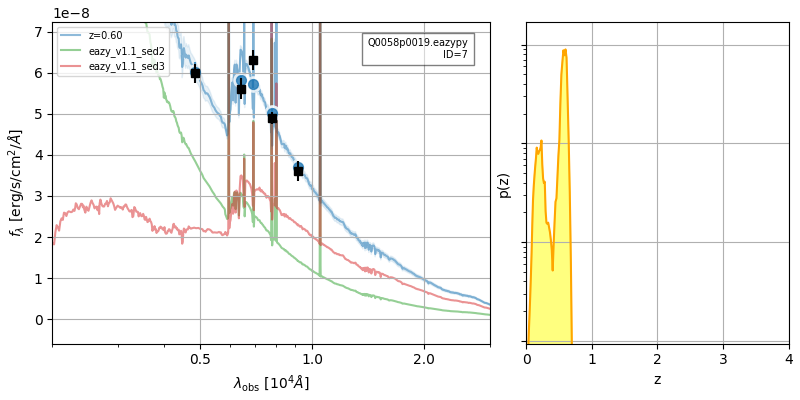 1e−8
7
6
5
4
3
2
1
0
f_λ [erg/s/cm²/Å]
z=0.60
eazy_v1.1_sed2
eazy_v1.1_sed3
Q0058p0019.eazypy
ID=7
0.5 1.0 2.0
λ_obs [10⁴Å]
p(z)
0 1 2 3 4
z